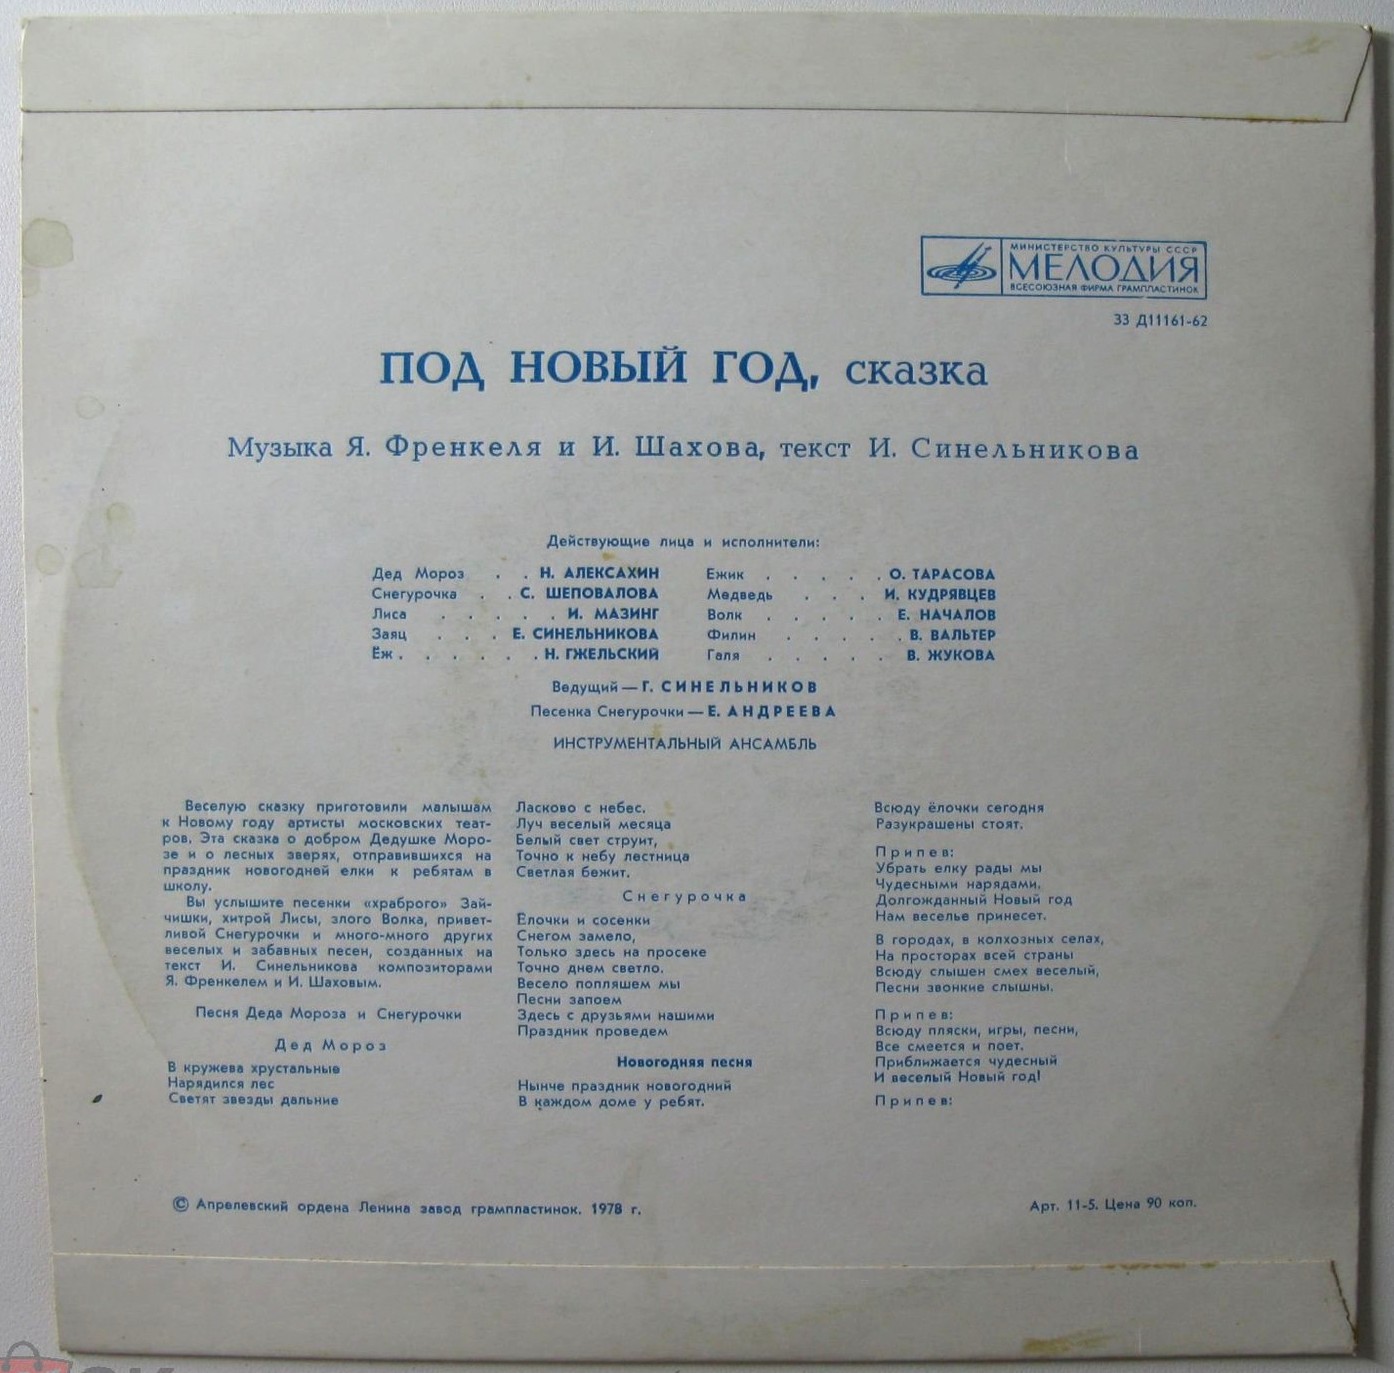 МИНИСТЕРСТВО КУЛЬТУРЫ СССР
МЕЛОДИЯ
ВСЕСОЮЗНАЯ ФИРМА ГРАМПЛАСТИНОК
33 Д11161-62
ПОД НОВЫЙ ГОД, сказка
Музыка Я. Френкеля и И. Шахова, текст И. Синельникова
Действующие лица и исполнители:
Дед Мороз . . Н. АЛЕКСАХИН
Снегурочка . . С. ШЕПОВАЛОВА
Лиса . . . . . И. МАЗИНГ
Заяц . . . Е. СИНЕЛЬНИКОВА
Ёж . . . . . . Н. ГЖЕЛЬСКИЙ
Ежик . . . . . О. ТАРАСОВА
Медведь . . . И. КУДРЯВЦЕВ
Волк . . . . . Е. НАЧАЛОВ
Филин . . . . . В. ВАЛЬТЕР
Галя . . . . . В. ЖУКОВА
Ведущий — Г. СИНЕЛЬНИКОВ
Песенка Снегурочки — Е. АНДРЕЕВА
ИНСТРУМЕНТАЛЬНЫЙ АНСАМБЛЬ
Веселую сказку приготовили малышам
к Новому году артисты московских теат-
ров. Эта сказка о добром Дедушке Моро-
зе и о лесных зверях, отправившихся на
праздник новогодней елки к ребятам в
школу.
Вы услышите песенки «храброго» Зай-
чишки, хитрой Лисы, злого Волка, привет-
ливой Снегурочки и много-много других
веселых и забавных песен, созданных на
текст И. Синельникова композиторами
Я. Френкелем и И. Шаховым.
Песня Деда Мороза и Снегурочки
Дед Мороз
В кружева хрустальные
Нарядился лес
Светят звезды дальние
Ласково с небес.
Луч веселый месяца
Белый свет струит,
Точно к небу лестница
Светлая бежит.
Снегурочка
Ёлочки и сосенки
Снегом замело,
Только здесь на просеке
Точно днем светло.
Весело попляшем мы
Песни запоем
Здесь с друзьями нашими
Праздник проведем
Новогодняя песня
Нынче праздник новогодний
В каждом доме у ребят.
Всюду ёлочки сегодня
Разукрашены стоят.
Припев:
Убрать елку рады мы
Чудесными нарядами.
Долгожданный Новый год
Нам веселье принесет.
В городах, в колхозных селах,
На просторах всей страны
Всюду слышен смех веселый,
Песни звонкие слышны.
Припев:
Всюду пляски, игры, песни,
Все смеется и поет.
Приближается чудесный
И веселый Новый год!
Припев:
© Апрелевский ордена Ленина завод грампластинок. 1978 г.
Арт. 11-5. Цена 90 коп.